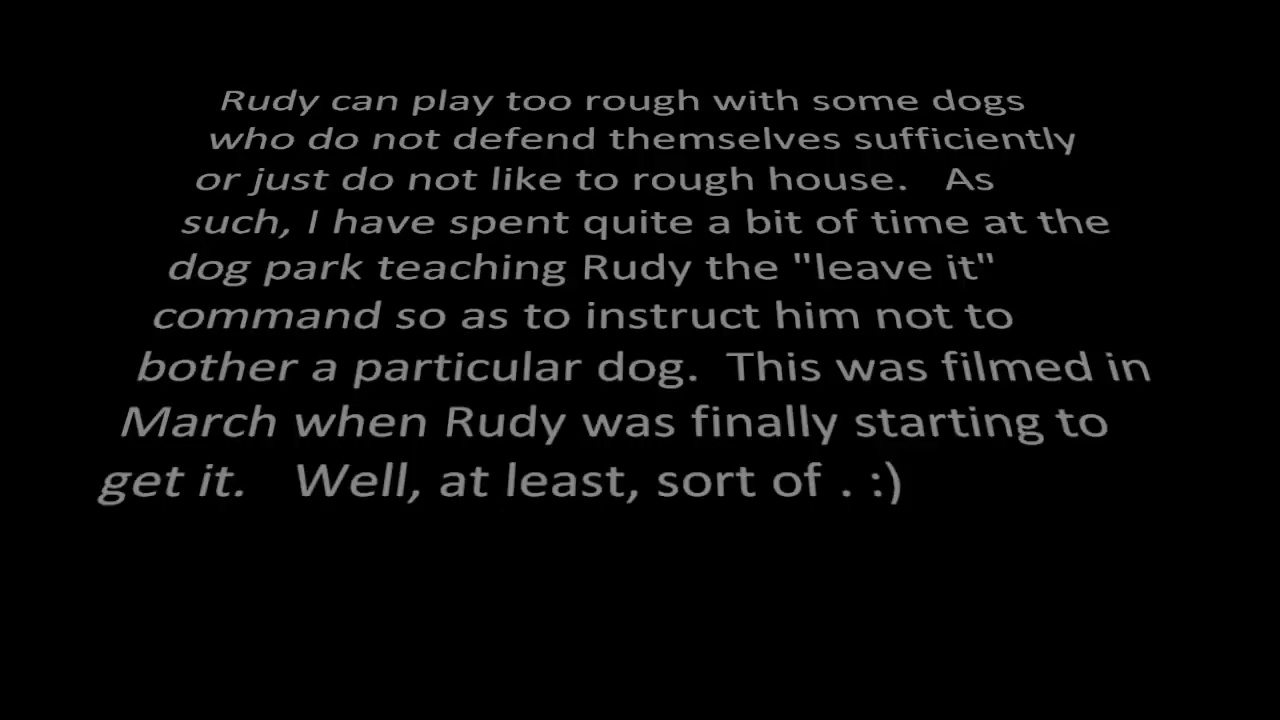 Rudy can play too rough with some dogs
who do not defend themselves sufficiently
or just do not like to rough house.   As
such, I have spent quite a bit of time at the
dog park teaching Rudy the "leave it"
command so as to instruct him not to
bother a particular dog.  This was filmed in
March when Rudy was finally starting to
get it.   Well, at least, sort of . :)